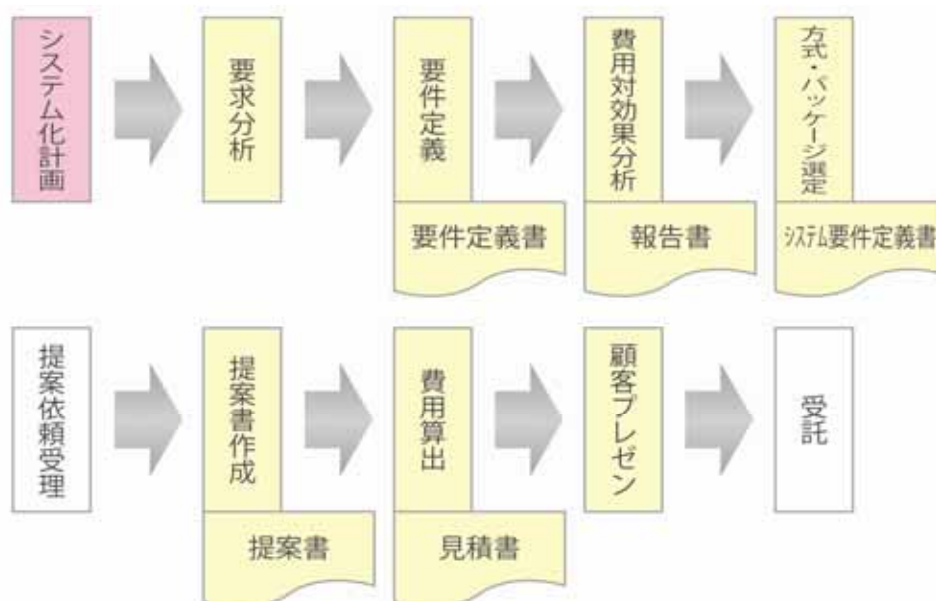 システム化計画
要求分析
要件定義
費用対効果分析
方式・パッケージ選定
要件定義書
報告書
システム要件定義書
提案依頼受理
提案書作成
費用算出
顧客プレゼン
受託
提案書
見積書